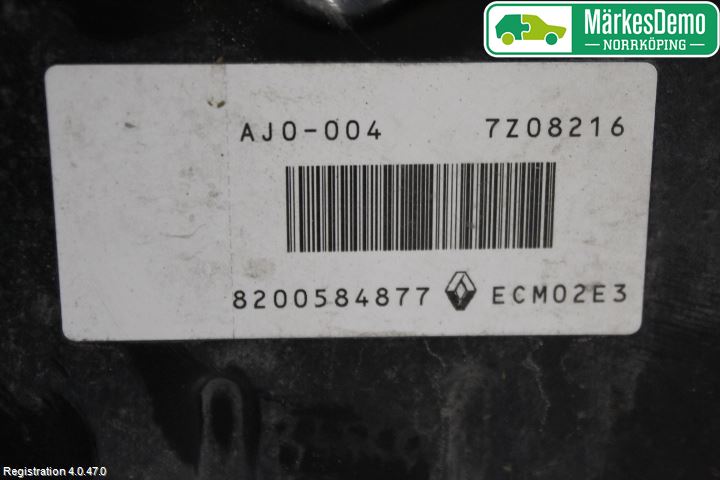 MärkesDemo
NORRKÖPING
AJ0-004 7Z08216
8200584877 ECM02E3
Registration 4.0.47.0